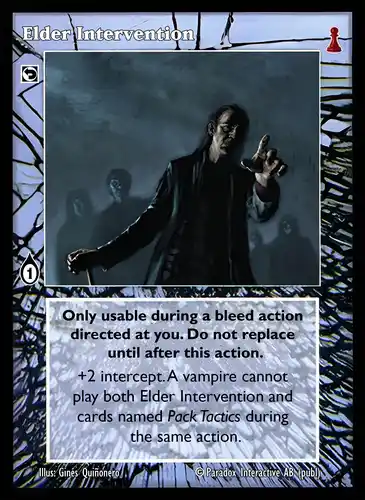 Elder Intervention
1
Only usable during a bleed action
directed at you. Do not replace
until after this action.
+2 intercept. A vampire cannot
play both Elder Intervention and
cards named Pack Tactics during
the same action.
Illus: Ginés Quiñonero
© Paradox Interactive AB. (publ)